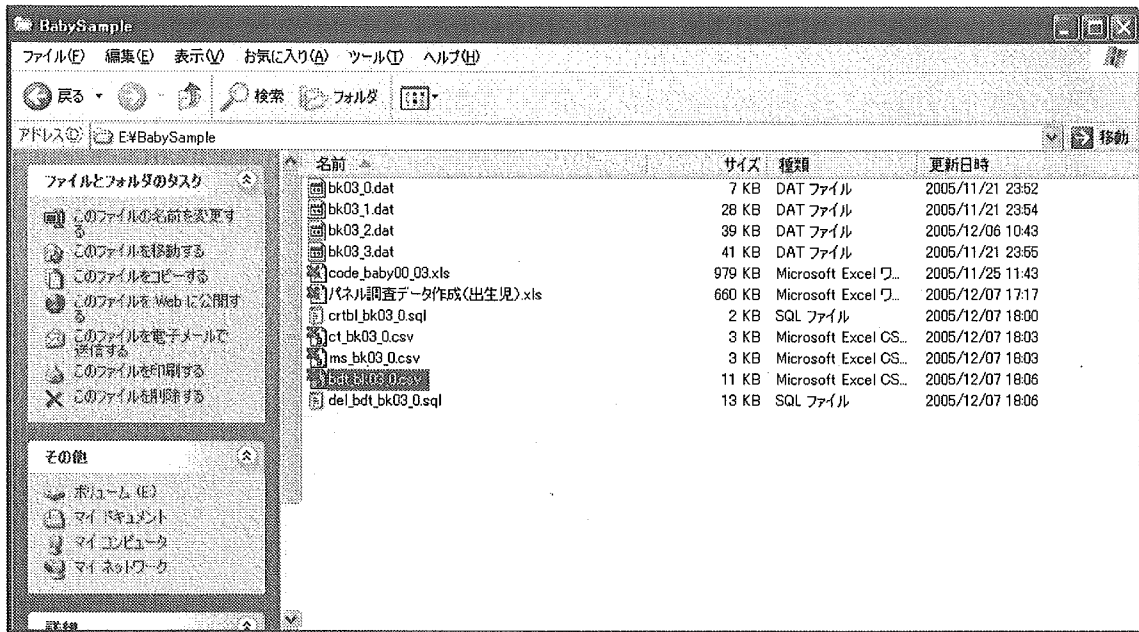 BabySample
ファイル(F) 編集(E) 表示(V) お気に入り(A) ツール(T) ヘルプ(H)
戻る 検索 フォルダ
アドレス(D) E:¥BabySample 移動
ファイルとフォルダのタスク
このファイルの名前を変更する
このファイルを移動する
このファイルをコピーする
このファイルを Web に公開する
このファイルを電子メールで送信する
このファイルを印刷する
このファイルを削除する
その他
ボリューム (E)
マイ ドキュメント
マイ コンピュータ
マイ ネットワーク
詳細
名前 サイズ 種類 更新日時
bk03_0.dat 7 KB DAT ファイル 2005/11/21 23:52
bk03_1.dat 28 KB DAT ファイル 2005/11/21 23:54
bk03_2.dat 39 KB DAT ファイル 2005/12/06 10:43
bk03_3.dat 41 KB DAT ファイル 2005/11/21 23:55
code_baby00_03.xls 979 KB Microsoft Excel ワ... 2005/11/25 11:43
パネル調査データ作成(出生児).xls 660 KB Microsoft Excel ワ... 2005/12/07 17:17
crtbl_bk03_0.sql 2 KB SQL ファイル 2005/12/07 18:00
ct_bk03_0.csv 3 KB Microsoft Excel CS... 2005/12/07 18:03
ms_bk03_0.csv 3 KB Microsoft Excel CS... 2005/12/07 18:03
bdt_bk03_0.csv 11 KB Microsoft Excel CS... 2005/12/07 18:06
del_bdt_bk03_0.sql 13 KB SQL ファイル 2005/12/07 18:06